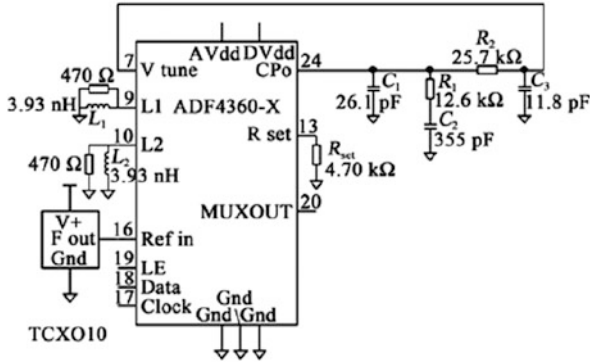 AVdd DVdd
7
V tune
24
CPo
470 Ω
9
L1
ADF4360-X
3.93 nH
L1
10
L2
470 Ω
L2
3.93 nH
13
R set
Rset
4.70 kΩ
C1
26.1 pF
R1
12.6 kΩ
C2
355 pF
R2
25.7 kΩ
C3
11.8 pF
20
MUXOUT
V+
F out
Gnd
16
Ref in
19
LE
18
Data
17
Clock
Gnd
Gnd Gnd
TCXO10